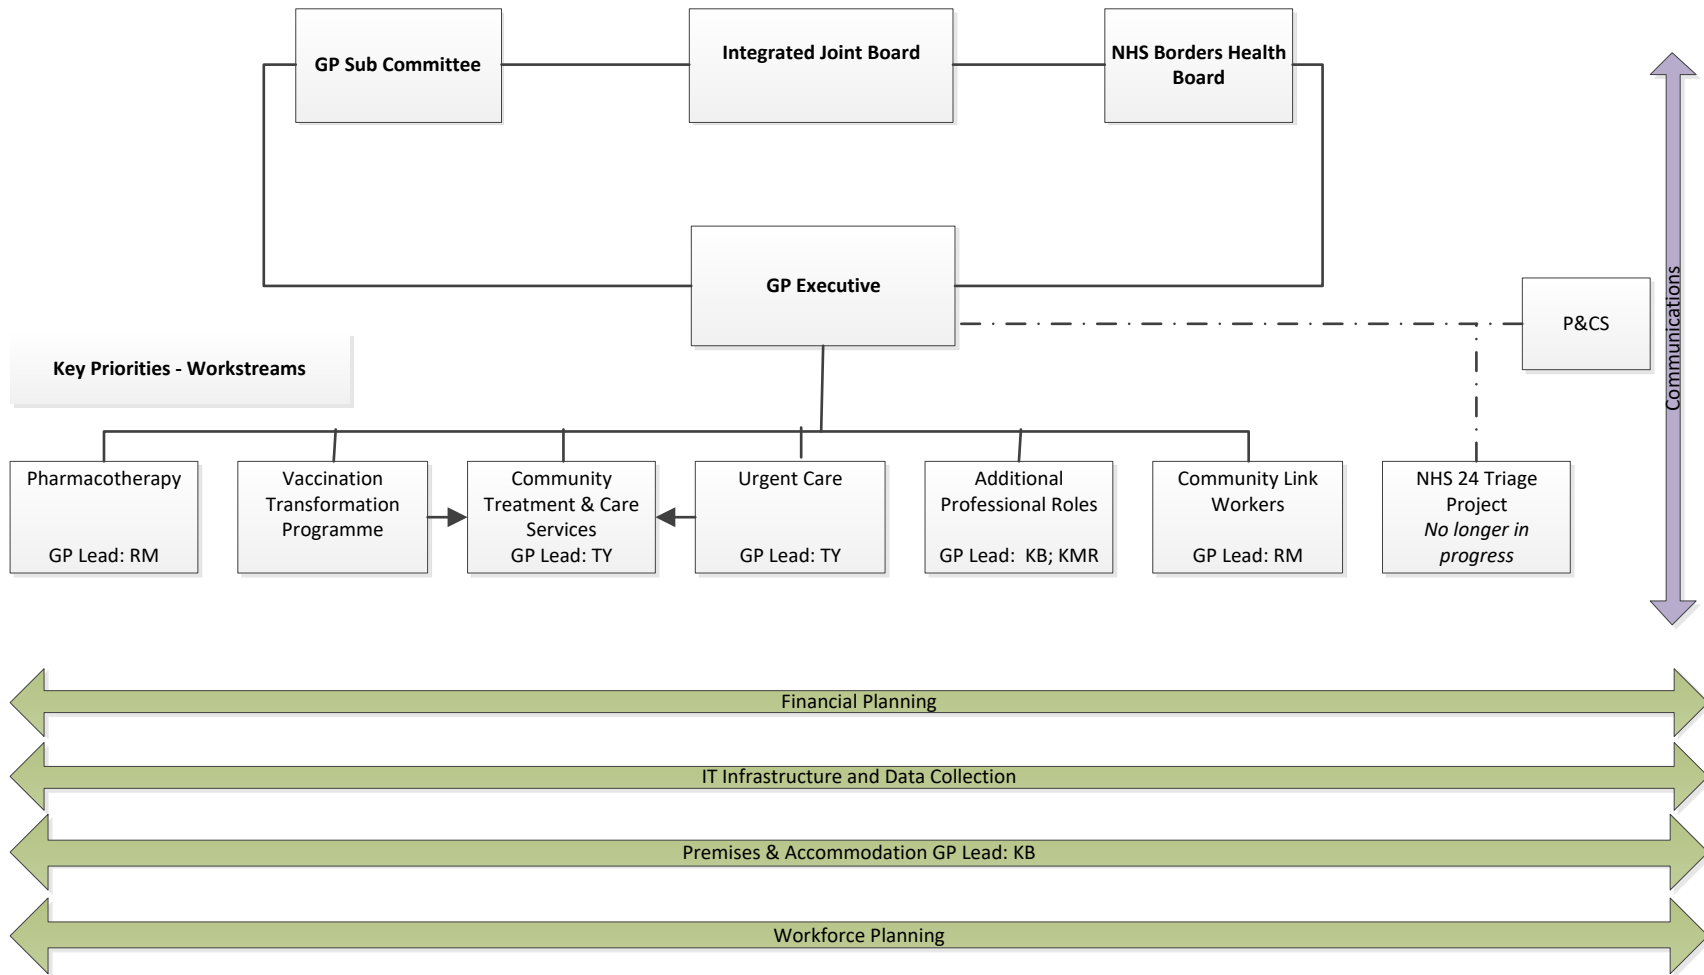 GP Sub Committee
Integrated Joint Board
NHS Borders Health
Board
GP Executive
P&CS
Communications
Key Priorities - Workstreams
Pharmacotherapy
GP Lead: RM
Vaccination
Transformation
Programme
Community
Treatment & Care
Services
GP Lead: TY
Urgent Care
GP Lead: TY
Additional
Professional Roles
GP Lead:  KB; KMR
Community Link
Workers
GP Lead: RM
NHS 24 Triage
Project
No longer in
progress
Financial Planning
IT Infrastructure and Data Collection
Premises & Accommodation GP Lead: KB
Workforce Planning